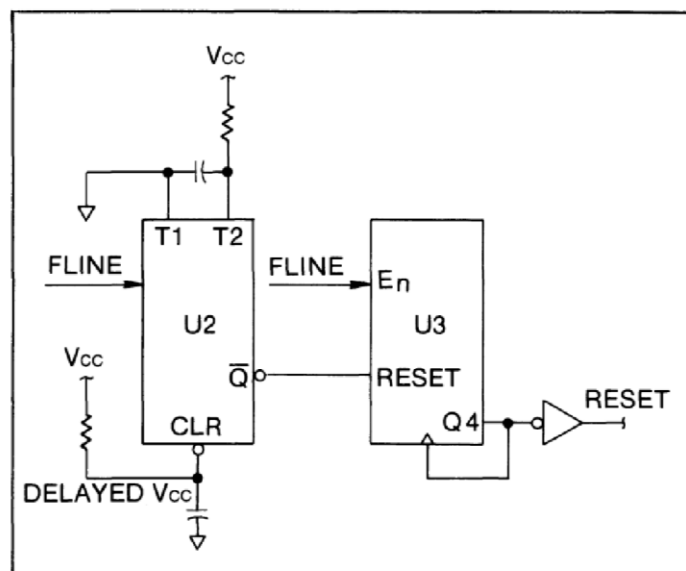 Vcc
T1 T2
FLINE
FLINE
En
U2
U3
Vcc
Q
RESET
Q4
RESET
CLR
DELAYED Vcc